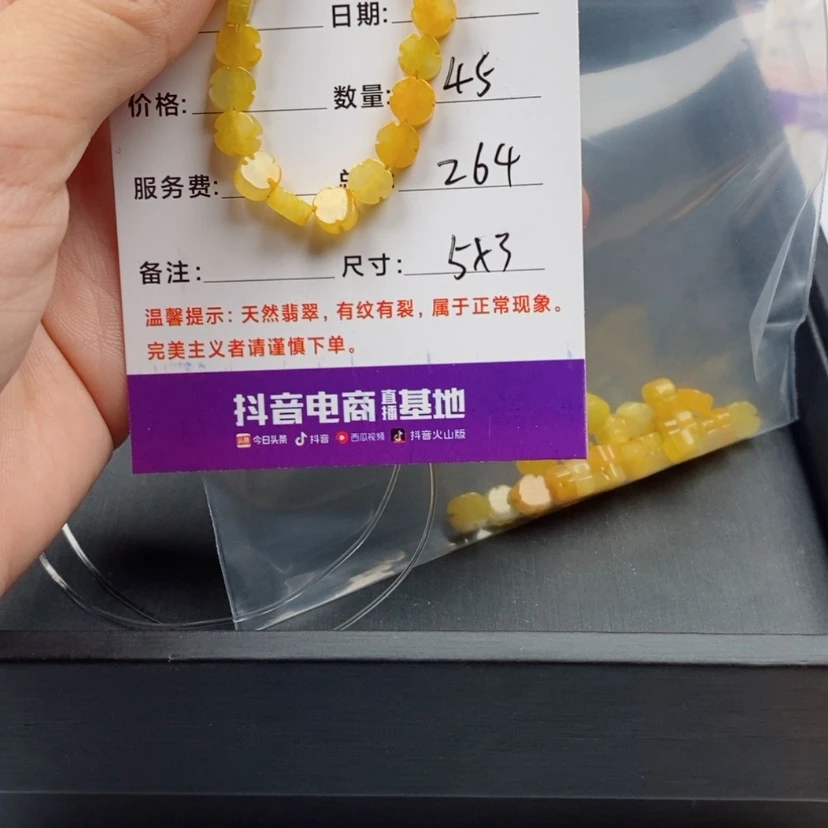 日期:
价格: 数量: 45
服务费: 264
备注: 尺寸: 5x3
温馨提示: 天然翡翠, 有纹有裂, 属于正常现象。
完美主义者请谨慎下单。
抖音电商直播基地
头条 今日头条 抖音 西瓜视频 抖音火山版